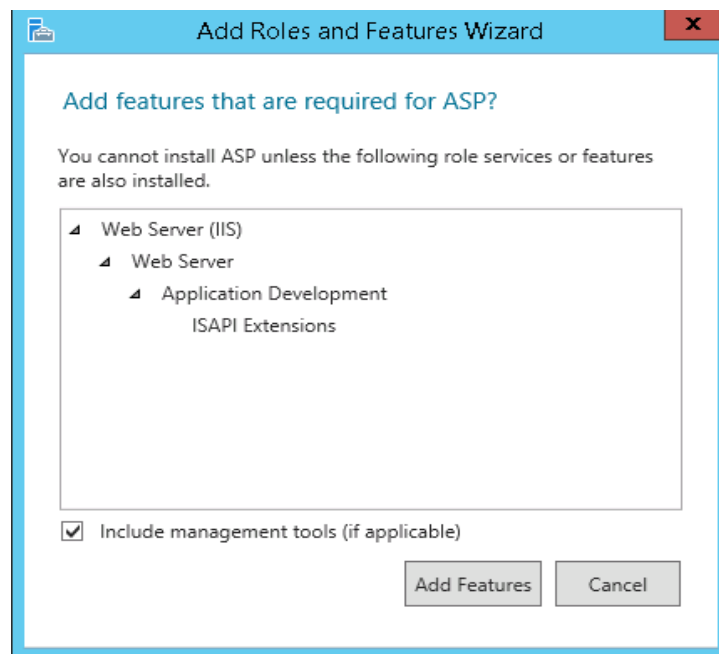 Add Roles and Features Wizard
x
Add features that are required for ASP?
You cannot install ASP unless the following role services or features
are also installed.
Web Server (IIS)
Web Server
Application Development
ISAPI Extensions
Include management tools (if applicable)
Add Features Cancel